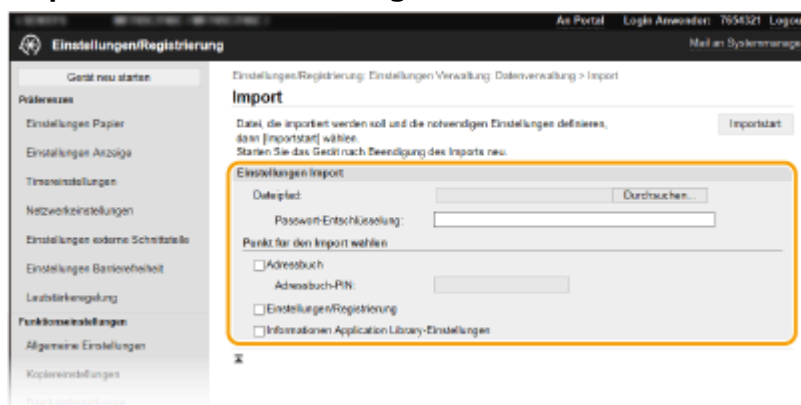 An Portal Login Anwender: 7654321 Logou
Einstellungen/Registrierung
Mail an Systemmanage
Gerät neu starten
Präferenzen
Einstellungen Papier
Einstellungen Anzeige
Timereinstellungen
Netzwerkeinstellungen
Einstellungen externe Schnittstelle
Einstellungen Barrierefreiheit
Lautstärkeregelung
Funktionseinstellungen
Allgemeine Einstellungen
Kopiereinstellungen
Einstellungen/Registrierung: Einstellungen Verwaltung: Datenverwaltung > Import
Import
Datei, die importiert werden soll und die notwendigen Einstellungen definieren,
dann [Importstart] wählen.
Starten Sie das Gerät nach Beendigung des Imports neu.
Importstart
Einstellungen Import
Dateipfad:
Durchsuchen...
Passwort-Entschlüsselung:
Punkt für den Import wählen
Adressbuch
Adressbuch-PIN:
Einstellungen/Registrierung
Informationen Application Library-Einstellungen